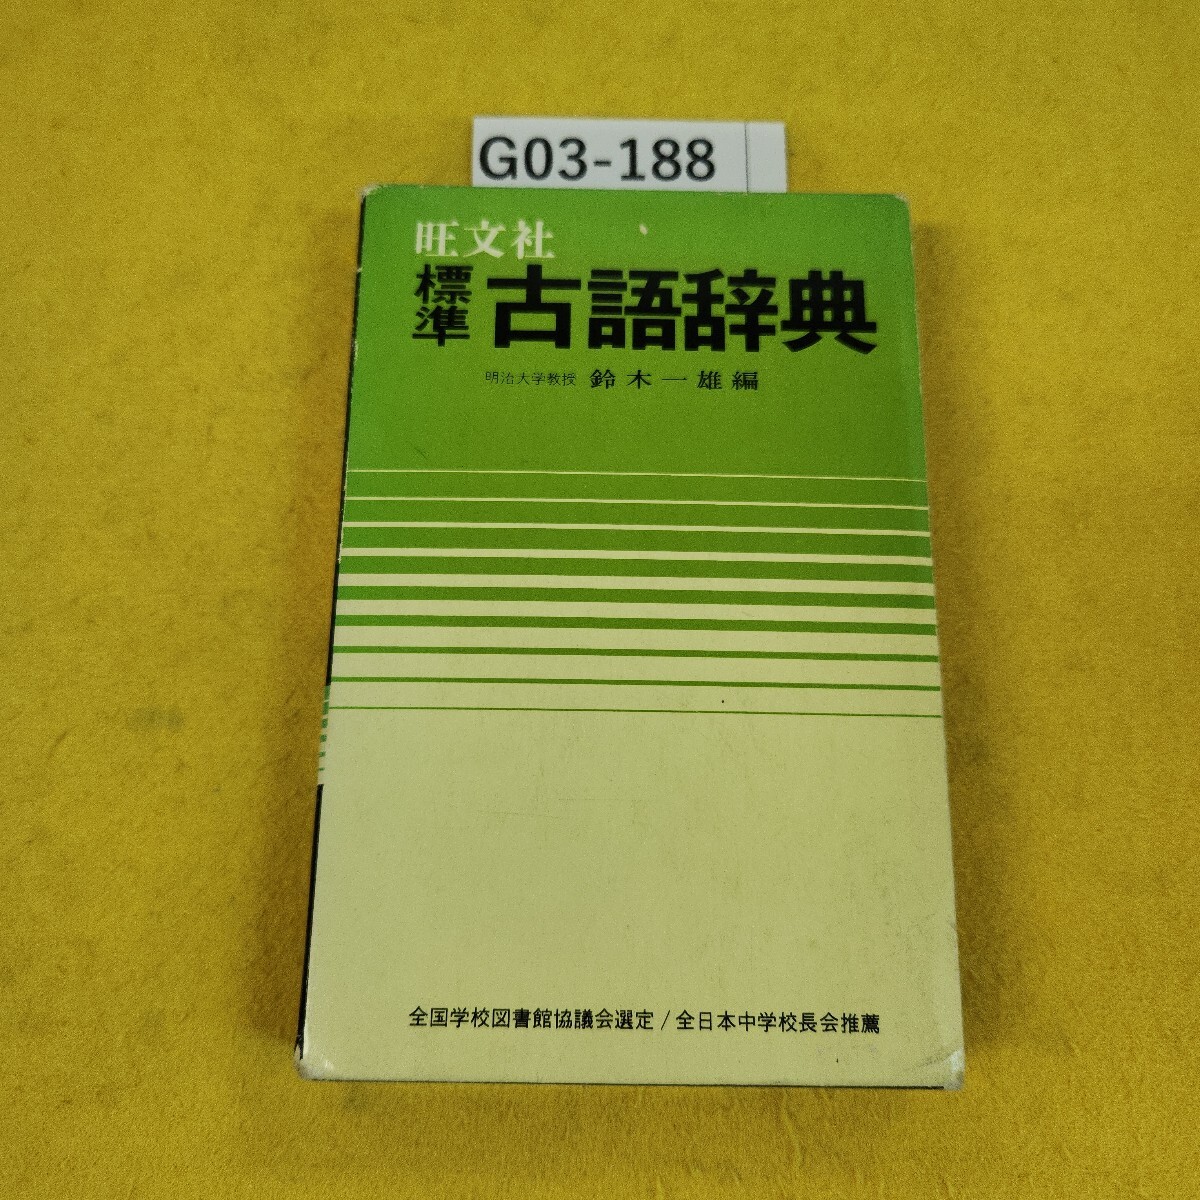 G03-188
旺文社
標準 古語辞典
明治大学教授 鈴木一雄編
全国学校図書館協議会選定/全日本中学校長会推薦